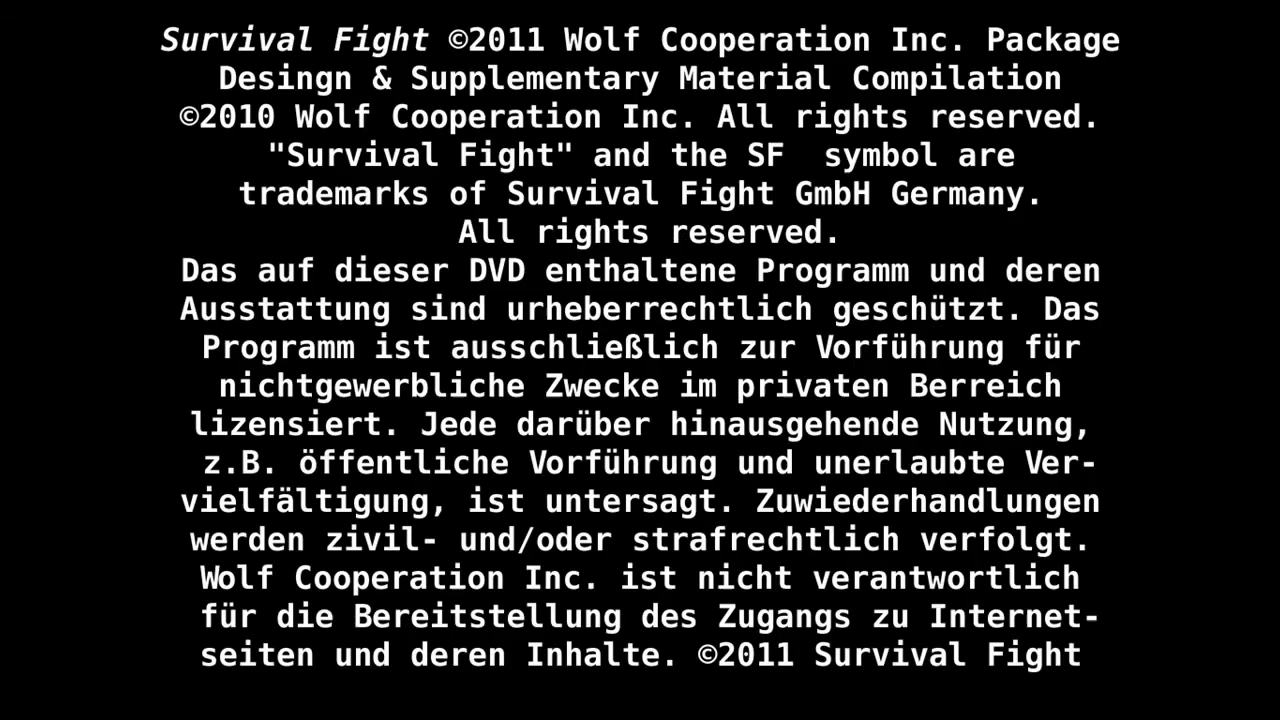 Survival Fight ©2011 Wolf Cooperation Inc. Package
Desingn & Supplementary Material Compilation
©2010 Wolf Cooperation Inc. All rights reserved.
"Survival Fight" and the SF  symbol are
trademarks of Survival Fight GmbH Germany.
All rights reserved.
Das auf dieser DVD enthaltene Programm und deren
Ausstattung sind urheberrechtlich geschützt. Das
Programm ist ausschließlich zur Vorführung für
nichtgewerbliche Zwecke im privaten Berreich
lizensiert. Jede darüber hinausgehende Nutzung,
z.B. öffentliche Vorführung und unerlaubte Ver-
vielfältigung, ist untersagt. Zuwiederhandlungen
werden zivil- und/oder strafrechtlich verfolgt.
Wolf Cooperation Inc. ist nicht verantwortlich
für die Bereitstellung des Zugangs zu Internet-
seiten und deren Inhalte. ©2011 Survival Fight